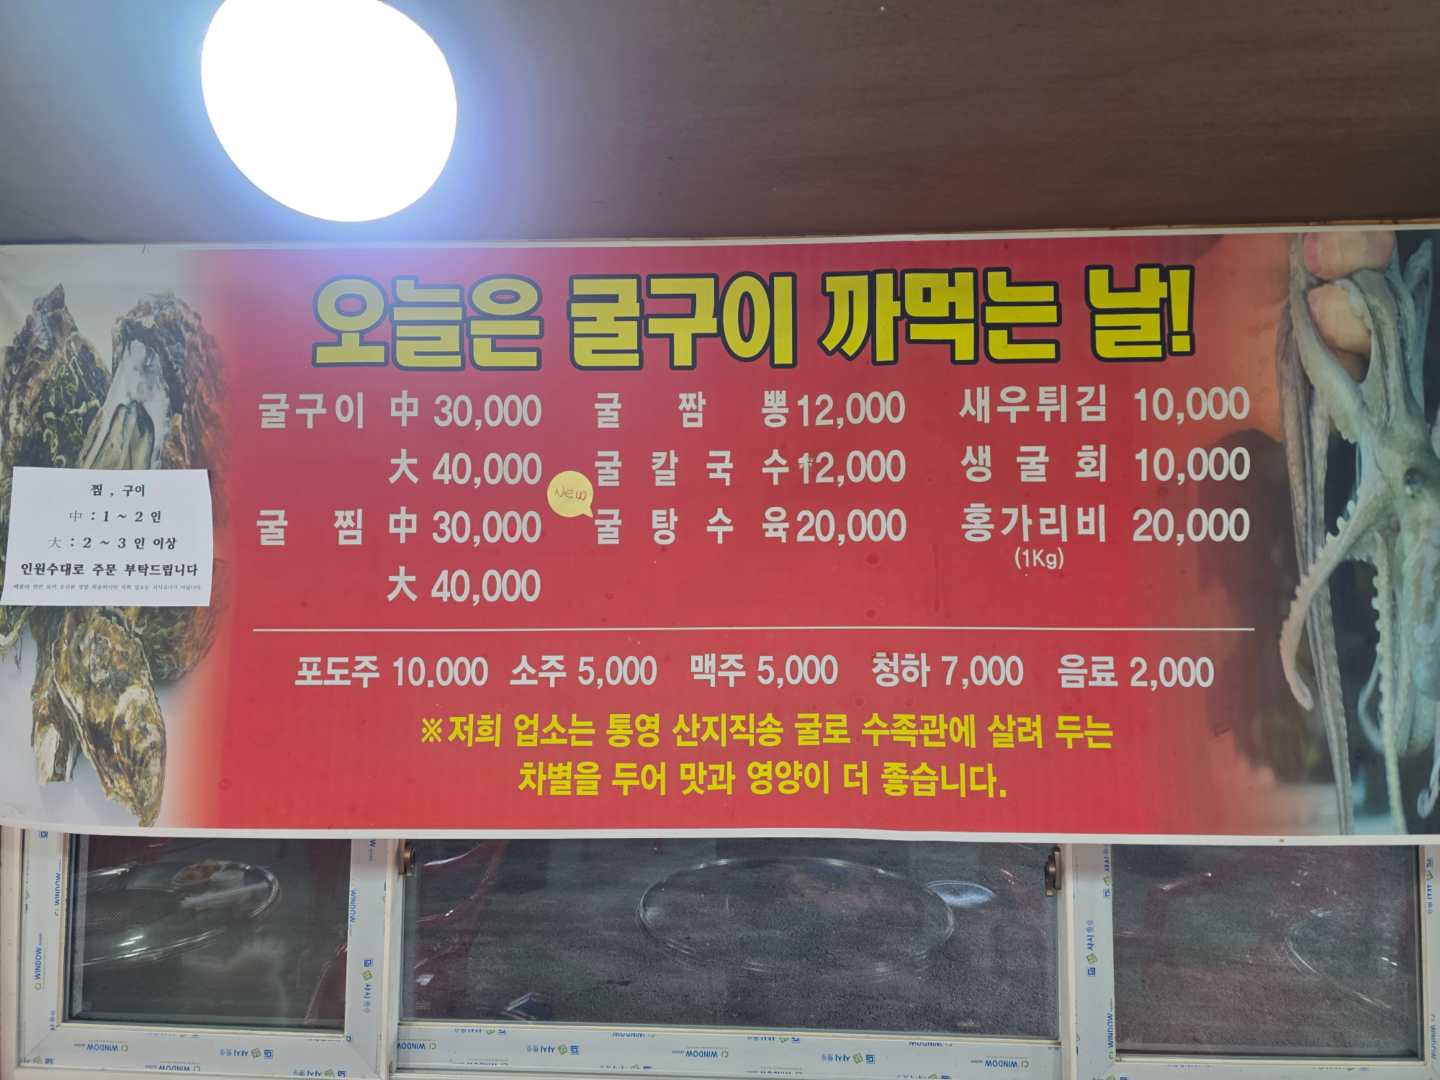 오늘은 굴구이 까먹는 날!
굴구이 中 30,000 굴짬뽕 12,000 새우튀김 10,000
大 40,000 굴칼국수 12,000 생굴회 10,000
New
굴찜 中 30,000 굴탕수육 20,000 홍가리비 20,000
(1Kg)
大 40,000
포도주 10.000 소주 5,000 맥주 5,000 청하 7,000 음료 2,000
※저희 업소는 통영 산지직송 굴로 수족관에 살려 두는
차별을 두어 맛과 영양이 더 좋습니다.
찜 , 구이
中 : 1 ~ 2 인
大 : 2 ~ 3 인 이상
인원수대로 주문 부탁드립니다
CI WINDOW
샤시